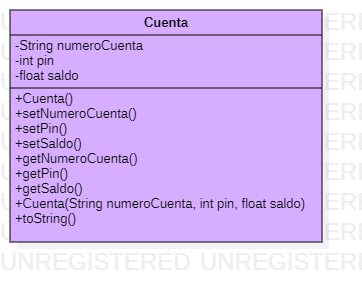 Cuenta
-String numeroCuenta
-int pin
-float saldo
+Cuenta()
+setNumeroCuenta()
+setPin()
+setSaldo()
+getNumeroCuenta()
+getPin()
+getSaldo()
+Cuenta(String numeroCuenta, int pin, float saldo)
+toString()
UNREGISTERED UNREGISTERI